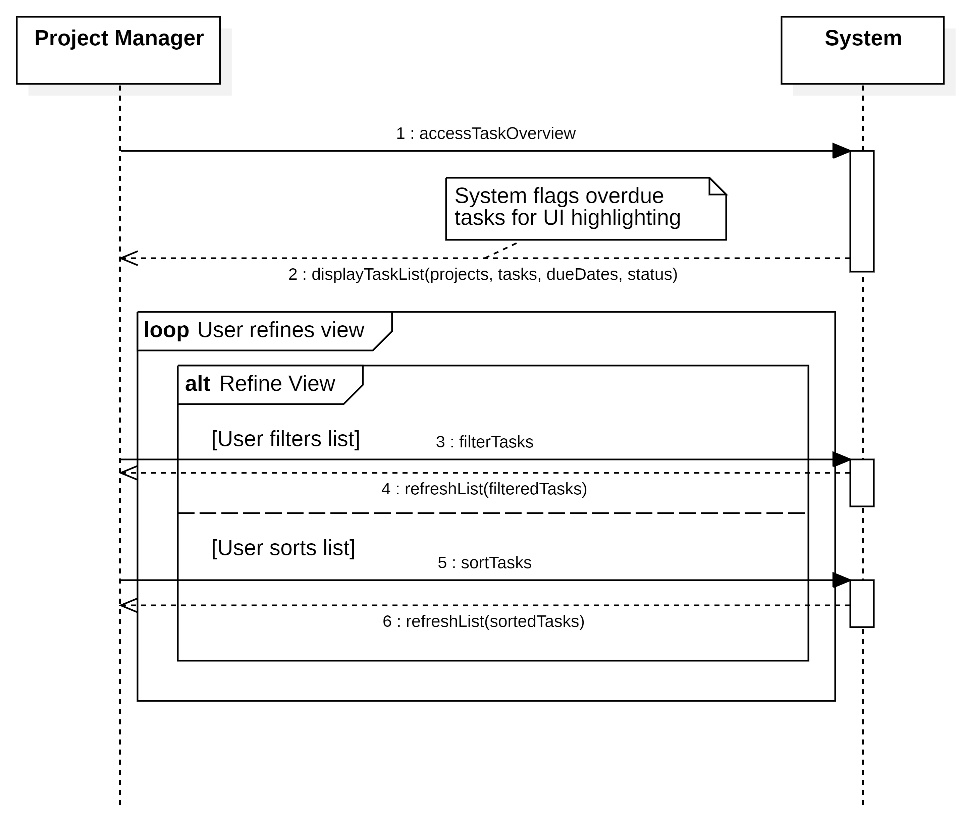 Project Manager
System
1 : accessTaskOverview
System flags overdue
tasks for UI highlighting
2 : displayTaskList(projects, tasks, dueDates, status)
loop User refines view
alt Refine View
[User filters list]
3 : filterTasks
4 : refreshList(filteredTasks)
[User sorts list]
5 : sortTasks
6 : refreshList(sortedTasks)